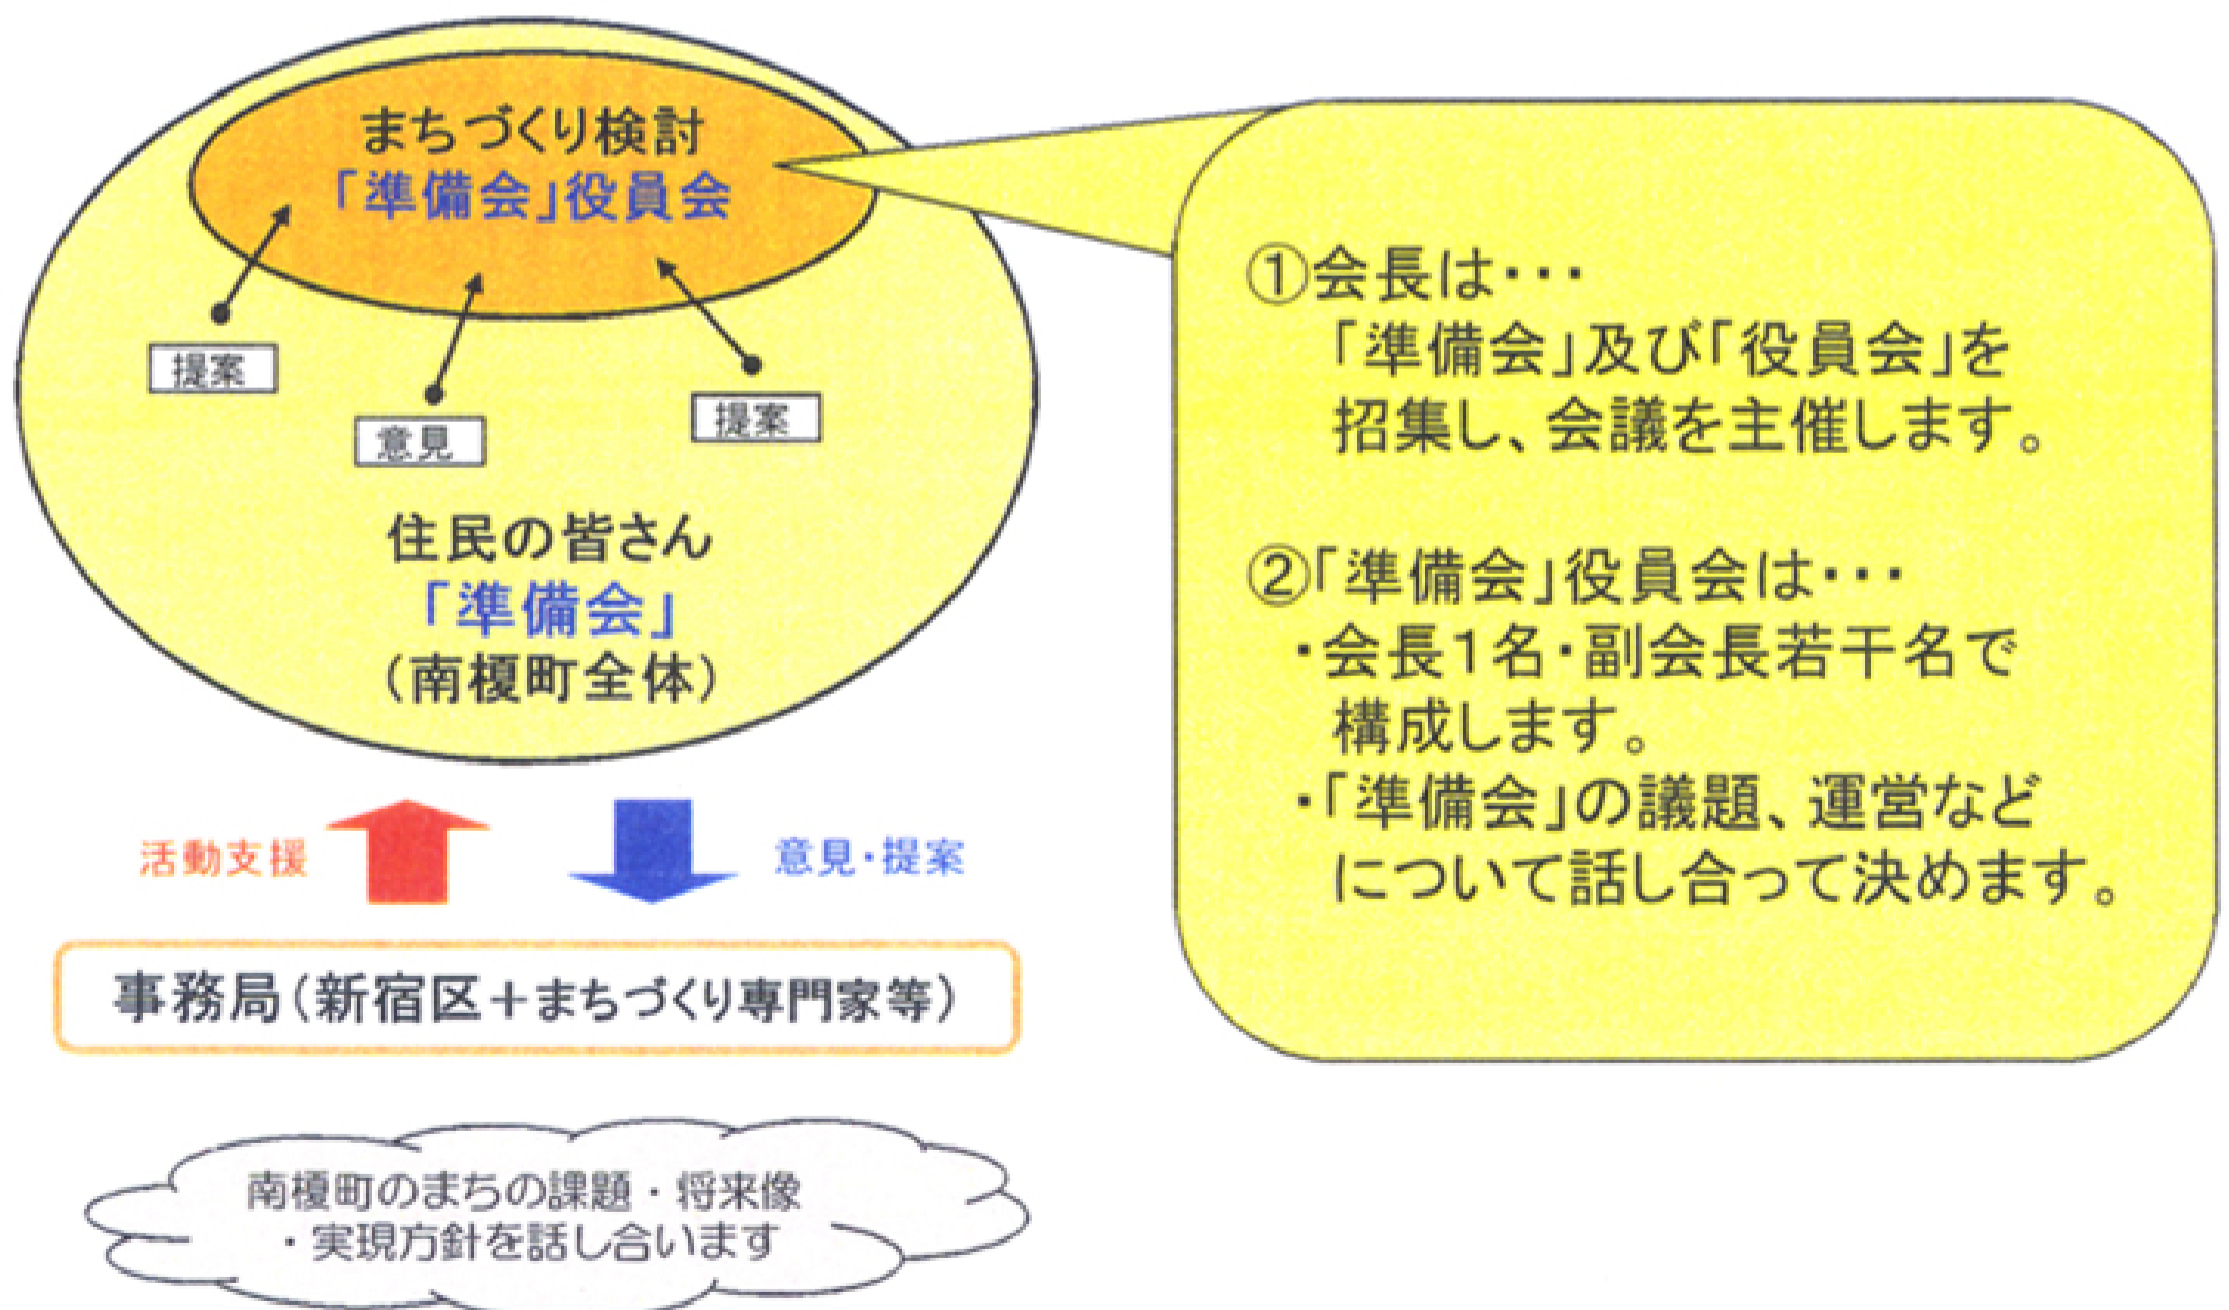 まちづくり検討
「準備会」役員会
提案
意見
提案
住民の皆さん
「準備会」
（南榎町全体）
活動支援
意見・提案
事務局（新宿区＋まちづくり専門家等）
南榎町のまちの課題・将来像
・実現方針を話し合います
①会長は・・・
「準備会」及び「役員会」を
招集し、会議を主催します。
②「準備会」役員会は・・・
・会長１名・副会長若干名で
構成します。
・「準備会」の議題、運営など
について話し合って決めます。